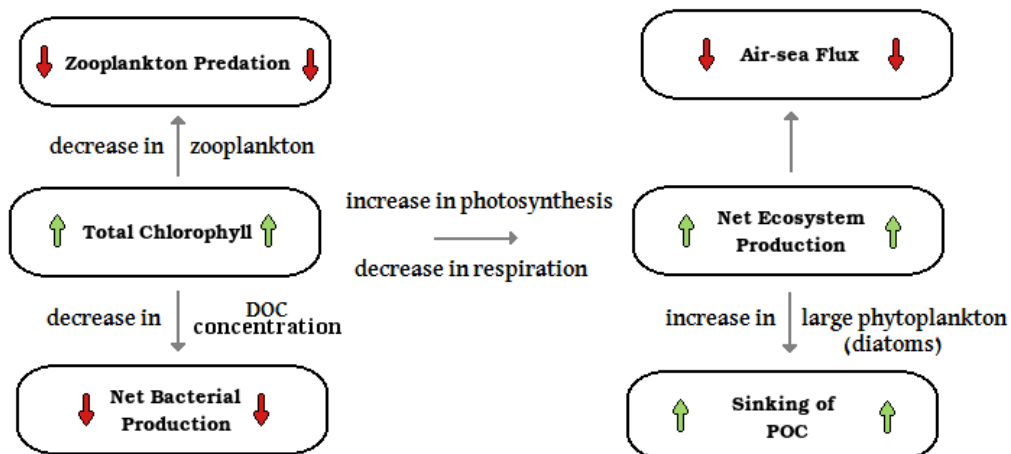 Zooplankton Predation
Air-sea Flux
decrease in zooplankton
increase in photosynthesis
Total Chlorophyll
Net Ecosystem
Production
decrease in respiration
decrease in DOC
concentration
increase in large phytoplankton
(diatoms)
Net Bacterial
Production
Sinking of
POC